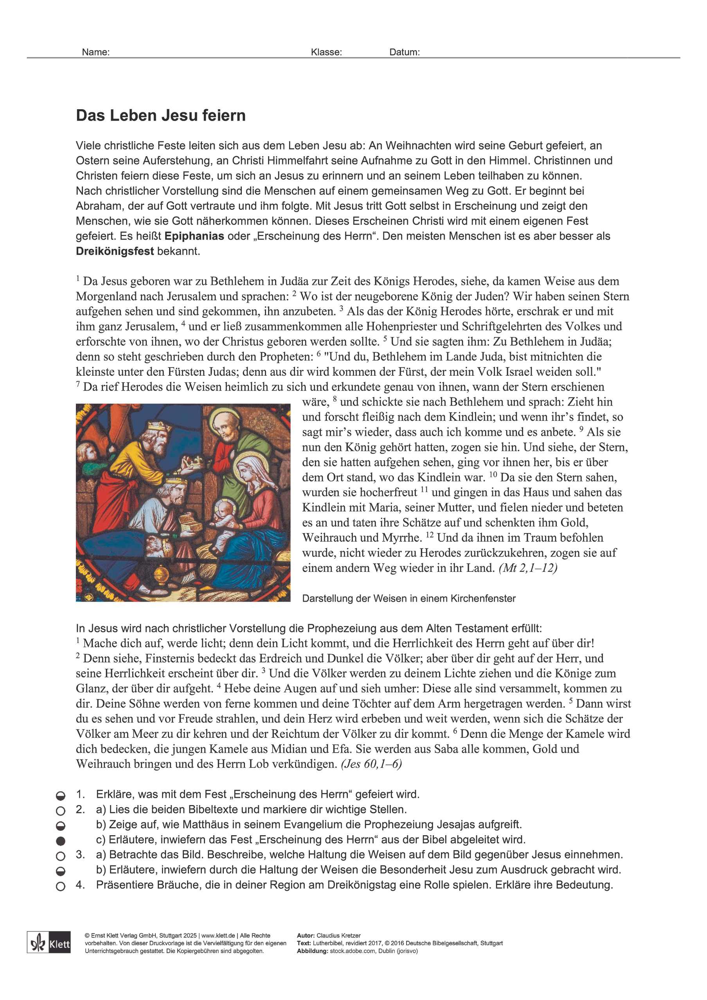 Name: Klasse: Datum:
Das Leben Jesu feiern
Viele christliche Feste leiten sich aus dem Leben Jesu ab: An Weihnachten wird seine Geburt gefeiert, an
Ostern seine Auferstehung, an Christi Himmelfahrt seine Aufnahme zu Gott in den Himmel. Christinnen und
Christen feiern diese Feste, um sich an Jesus zu erinnern und an seinem Leben teilhaben zu können.
Nach christlicher Vorstellung sind die Menschen auf einem gemeinsamen Weg zu Gott. Er beginnt bei
Abraham, der auf Gott vertraute und ihm folgte. Mit Jesus tritt Gott selbst in Erscheinung und zeigt den
Menschen, wie sie Gott näherkommen können. Dieses Erscheinen Christi wird mit einem eigenen Fest
gefeiert. Es heißt Epiphanias oder „Erscheinung des Herrn“. Den meisten Menschen ist es aber besser als
Dreikönigsfest bekannt.
1 Da Jesus geboren war zu Bethlehem in Judäa zur Zeit des Königs Herodes, siehe, da kamen Weise aus dem
Morgenland nach Jerusalem und sprachen: 2 Wo ist der neugeborene König der Juden? Wir haben seinen Stern
aufgehen sehen und sind gekommen, ihn anzubeten. 3 Als das der König Herodes hörte, erschrak er und mit
ihm ganz Jerusalem, 4 und er ließ zusammenkommen alle Hohenpriester und Schriftgelehrten des Volkes und
erforschte von ihnen, wo der Christus geboren werden sollte. 5 Und sie sagten ihm: Zu Bethlehem in Judäa;
denn so steht geschrieben durch den Propheten: 6 "Und du, Bethlehem im Lande Juda, bist mitnichten die
kleinste unter den Fürsten Judas; denn aus dir wird kommen der Fürst, der mein Volk Israel weiden soll."
7 Da rief Herodes die Weisen heimlich zu sich und erkundete genau von ihnen, wann der Stern erschienen
wäre, 8 und schickte sie nach Bethlehem und sprach: Zieht hin
und forscht fleißig nach dem Kindlein; und wenn ihr’s findet, so
sagt mir’s wieder, dass auch ich komme und es anbete. 9 Als sie
nun den König gehört hatten, zogen sie hin. Und siehe, der Stern,
den sie hatten aufgehen sehen, ging vor ihnen her, bis er über
dem Ort stand, wo das Kindlein war. 10 Da sie den Stern sahen,
wurden sie hocherfreut 11 und gingen in das Haus und sahen das
Kindlein mit Maria, seiner Mutter, und fielen nieder und beteten
es an und taten ihre Schätze auf und schenkten ihm Gold,
Weihrauch und Myrrhe. 12 Und da ihnen im Traum befohlen
wurde, nicht wieder zu Herodes zurückzukehren, zogen sie auf
einem andern Weg wieder in ihr Land. (Mt 2,1–12)
Darstellung der Weisen in einem Kirchenfenster
In Jesus wird nach christlicher Vorstellung die Prophezeiung aus dem Alten Testament erfüllt:
1 Mache dich auf, werde licht; denn dein Licht kommt, und die Herrlichkeit des Herrn geht auf über dir!
2 Denn siehe, Finsternis bedeckt das Erdreich und Dunkel die Völker; aber über dir geht auf der Herr, und
seine Herrlichkeit erscheint über dir. 3 Und die Völker werden zu deinem Lichte ziehen und die Könige zum
Glanz, der über dir aufgeht. 4 Hebe deine Augen auf und sieh umher: Diese alle sind versammelt, kommen zu
dir. Deine Söhne werden von ferne kommen und deine Töchter auf dem Arm hergetragen werden. 5 Dann wirst
du es sehen und vor Freude strahlen, und dein Herz wird erbeben und weit werden, wenn sich die Schätze der
Völker am Meer zu dir kehren und der Reichtum der Völker zu dir kommt. 6 Denn die Menge der Kamele wird
dich bedecken, die jungen Kamele aus Midian und Efa. Sie werden aus Saba alle kommen, Gold und
Weihrauch bringen und des Herrn Lob verkündigen. (Jes 60,1–6)
1. Erkläre, was mit dem Fest „Erscheinung des Herrn“ gefeiert wird.
2. a) Lies die beiden Bibeltexte und markiere dir wichtige Stellen.
b) Zeige auf, wie Matthäus in seinem Evangelium die Prophezeiung Jesajas aufgreift.
c) Erläutere, inwiefern das Fest „Erscheinung des Herrn“ aus der Bibel abgeleitet wird.
3. a) Betrachte das Bild. Beschreibe, welche Haltung die Weisen auf dem Bild gegenüber Jesus einnehmen.
b) Erläutere, inwiefern durch die Haltung der Weisen die Besonderheit Jesu zum Ausdruck gebracht wird.
4. Präsentiere Bräuche, die in deiner Region am Dreikönigstag eine Rolle spielen. Erkläre ihre Bedeutung.
Klett
© Ernst Klett Verlag GmbH, Stuttgart 2025 | www.klett.de | Alle Rechte
vorbehalten. Von dieser Druckvorlage ist die Vervielfältigung für den eigenen
Unterrichtsgebrauch gestattet. Die Kopiergebühren sind abgegolten.
Autor: Claudius Kretzer
Text: Lutherbibel, revidiert 2017, © 2016 Deutsche Bibelgesellschaft, Stuttgart
Abbildung: stock.adobe.com, Dublin (jorisvo)